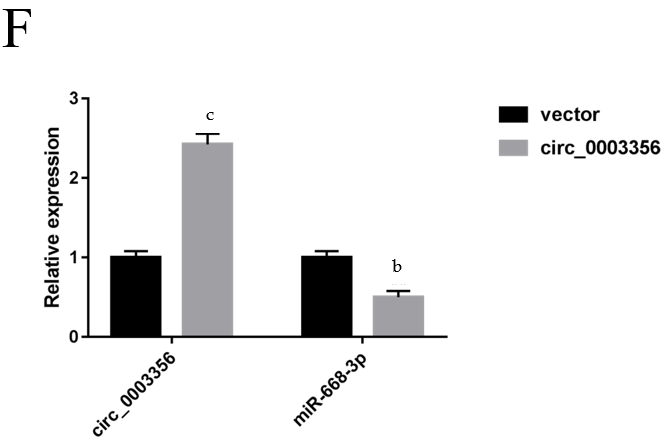 F
3
2
1
0
Relative expression
c
b
circ_0003356
miR-668-3p
vector
circ_0003356